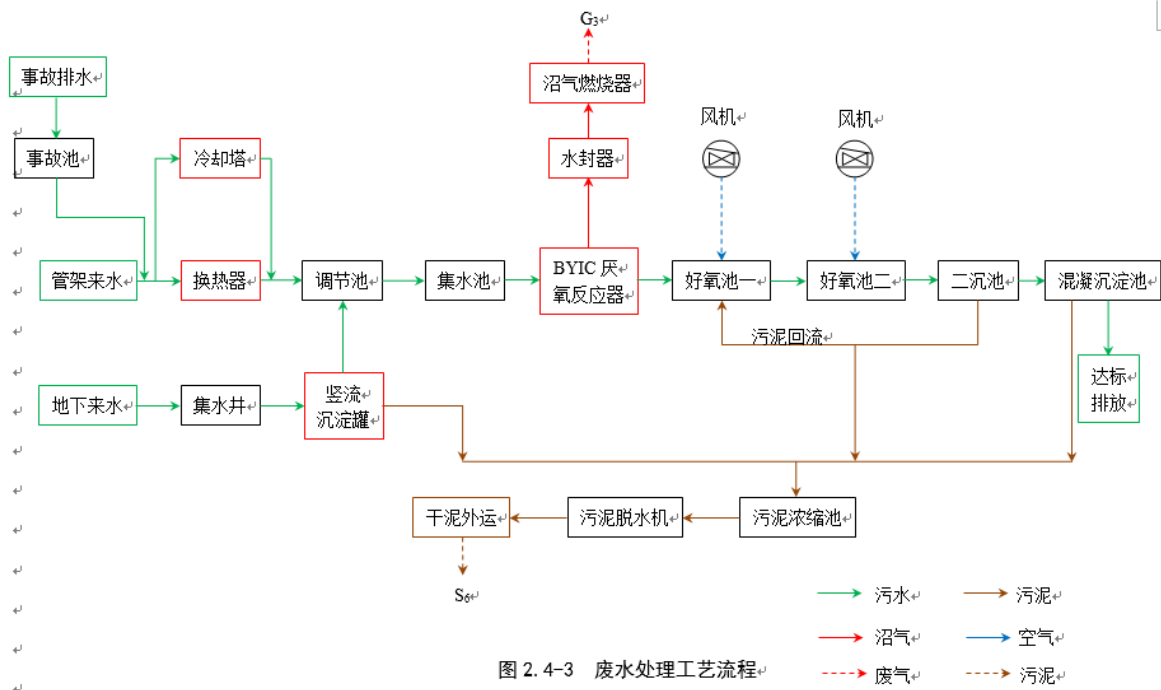 G₃
事故排水
沼气燃烧器
风机
风机
事故池
冷却塔
水封器
管架来水
换热器
调节池
集水池
BYIC 厌
氧反应器
好氧池一
好氧池二
二沉池
混凝沉淀池
污泥回流
地下来水
集水井
竖流
沉淀罐
达标
排放
干泥外运
污泥脱水机
污泥浓缩池
S₆
污水
污泥
沼气
空气
废气
污泥
图 2.4-3 废水处理工艺流程